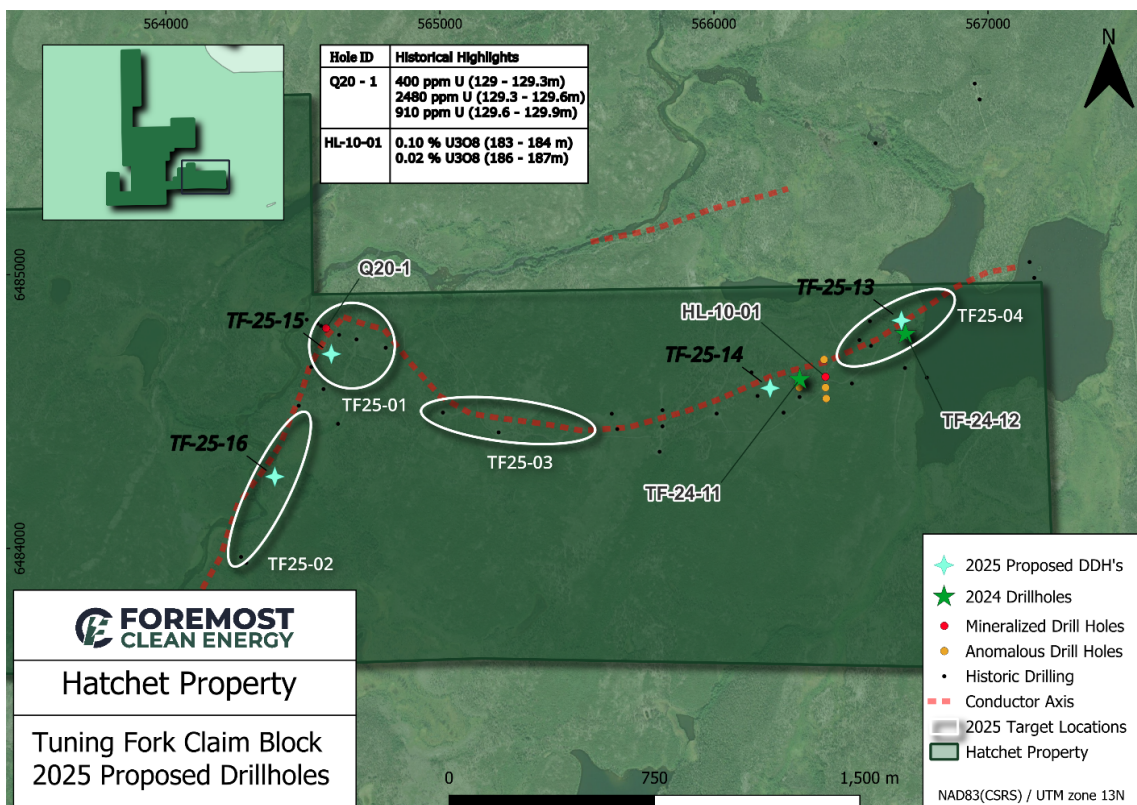 564000
565000
566000
567000
N
Hole ID
Historical Highlights
Q20 - 1
400 ppm U (129 - 129.3m)
2480 ppm U (129.3 - 129.6m)
910 ppm U (129.6 - 129.9m)
HL-10-01
0.10 % U3O8 (183 - 184 m)
0.02 % U3O8 (186 - 187m)
6485000
Q20-1
TF-25-15
TF25-01
HL-10-01
TF-25-13
TF25-04
TF-25-14
TF-24-12
TF-25-16
TF25-03
TF-24-11
6484000
TF25-02
FOREMOST
CLEAN ENERGY
Hatchet Property
Tuning Fork Claim Block
2025 Proposed Drillholes
0
750
1,500 m
2025 Proposed DDH's
2024 Drillholes
Mineralized Drill Holes
Anomalous Drill Holes
Historic Drilling
Conductor Axis
2025 Target Locations
Hatchet Property
NAD83(CSRS) / UTM zone 13N